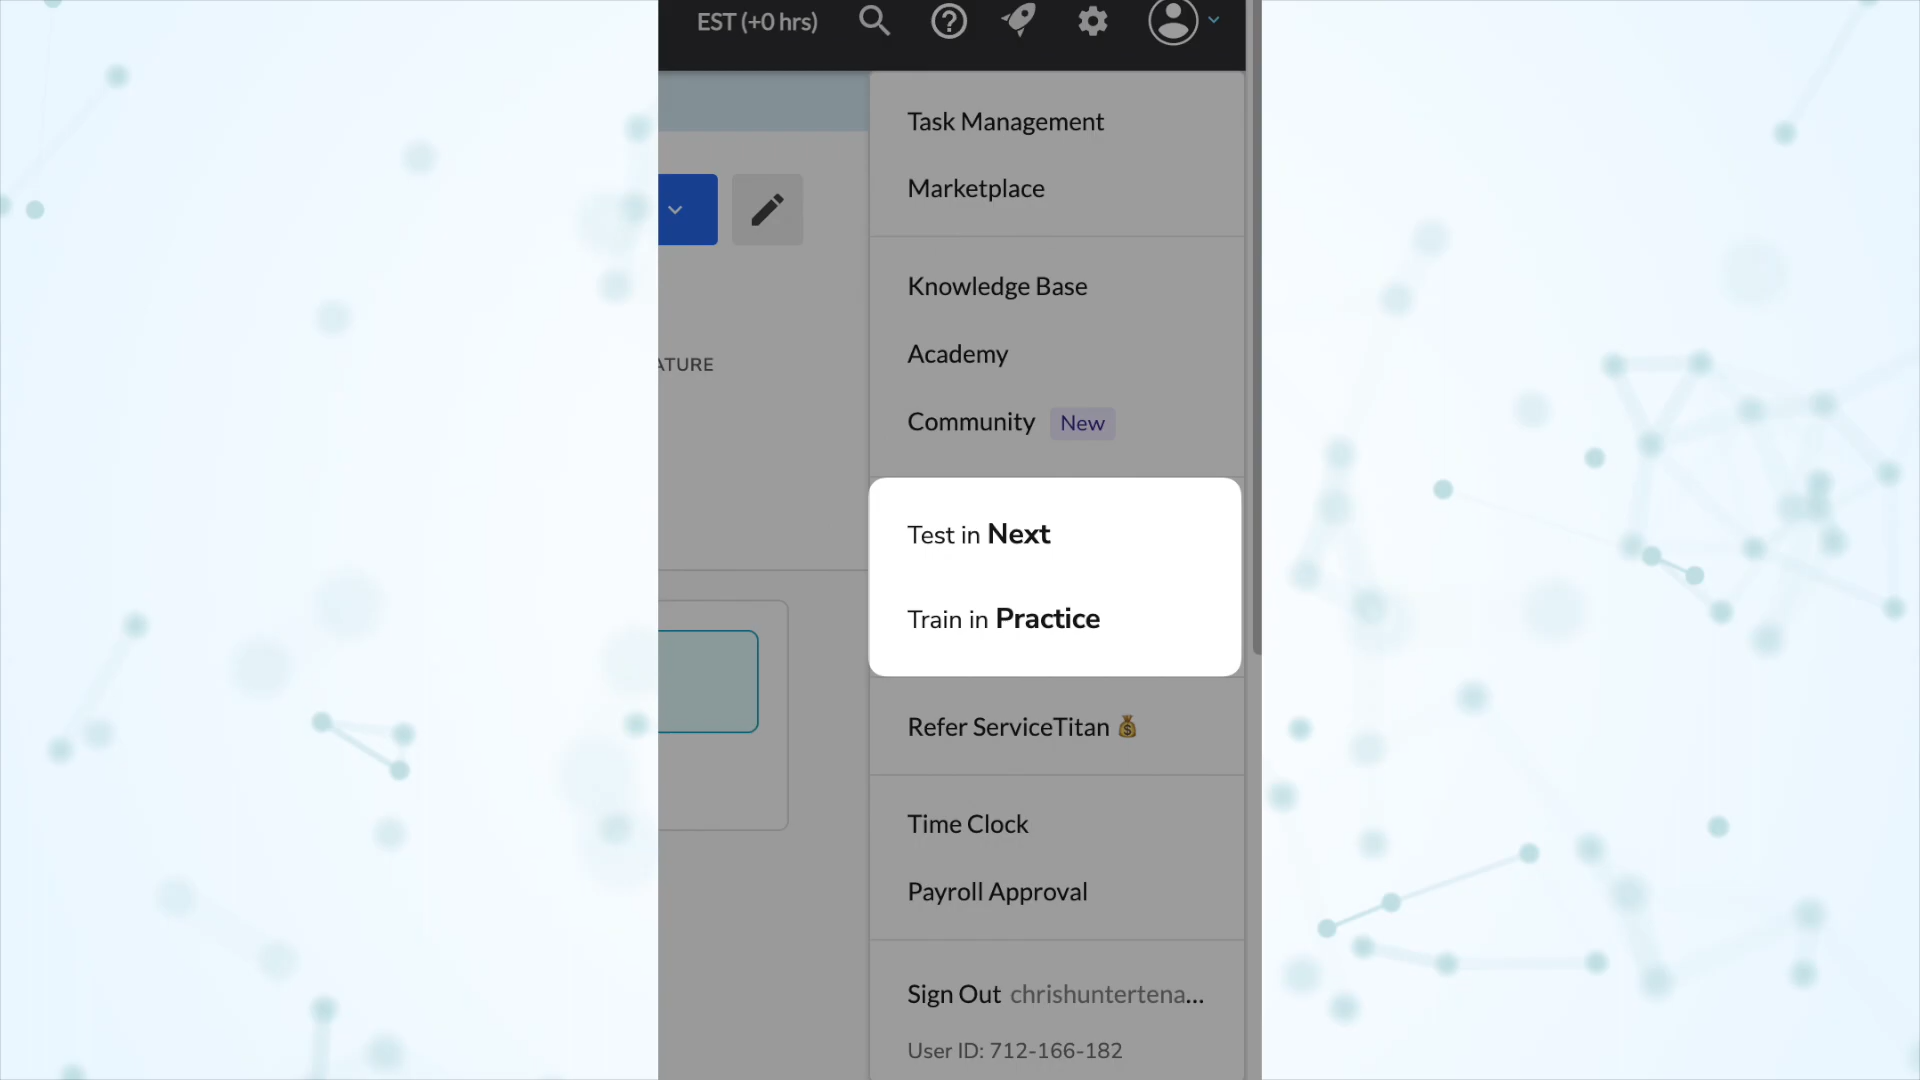 EST (+0 hrs)
Task Management
Marketplace
Knowledge Base
ATURE
Academy
Community New
Test in Next
Train in Practice
Refer ServiceTitan
Time Clock
Payroll Approval
Sign Out chrishuntertena...
User ID: 712-166-182